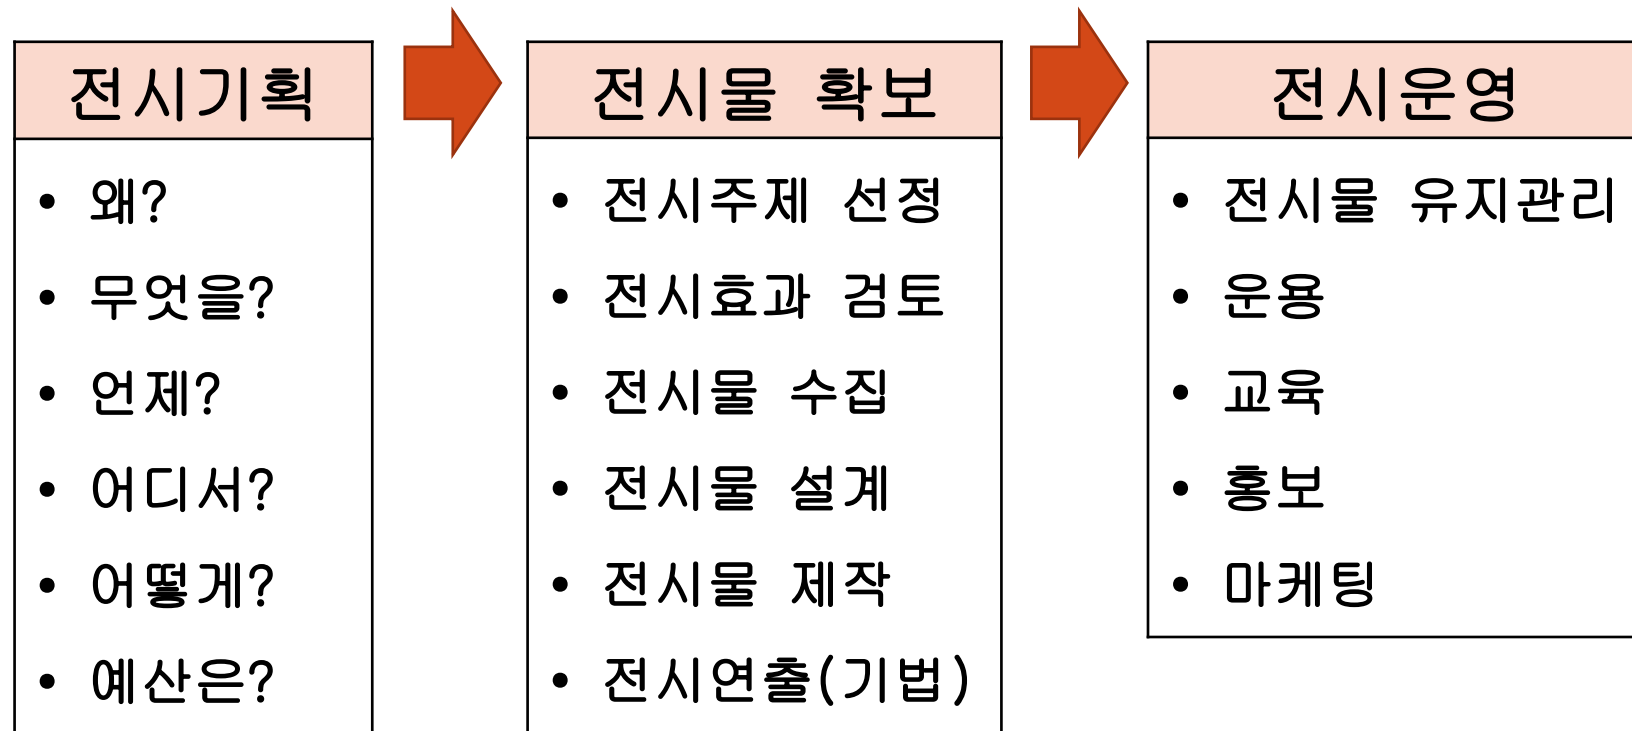 전시기획
왜?
무엇을?
언제?
어디서?
어떻게?
예산은?
전시물 확보
전시주제 선정
전시효과 검토
전시물 수집
전시물 설계
전시물 제작
전시연출(기법)
전시운영
전시물 유지관리
운용
교육
홍보
마케팅